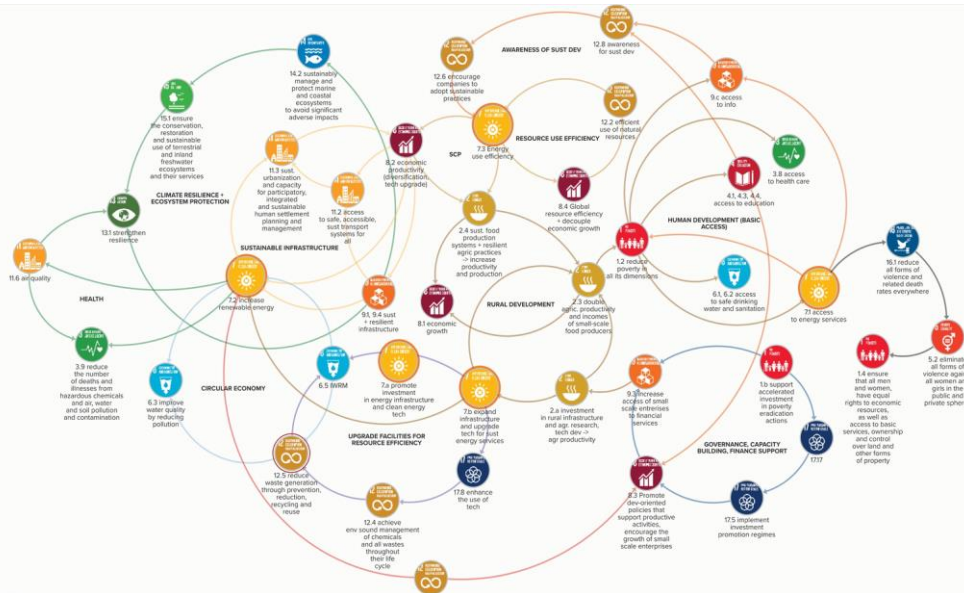 AWARENESS OF SUST DEV
12.8 awareness
for sust dev
14.2 sustainably
manage and
protect marine
and coastal
ecosystems
to avoid significant
adverse impacts
12.6 encourage
companies to
adopt sustainable
practices
9.c access
to info
15.1 ensure
the conservation,
restoration
and sustainable
use of terrestrial
and inland
freshwater
ecosystems
and their services
12.2 efficient
use of natural
resources
7.3 Energy
use efficiency
RESOURCE USE EFFICIENCY
SCP
8.2 economic
productivity
(diversification,
tech upgrade)
11.3 sust.
urbanization
and capacity
for participatory,
integrated
and sustainable
human settlement
planning and
management
3.8 access
to health care
4.1, 4.3, 4.4,
access to education
8.4 Global
resource efficiency
+ decouple
economic growth
CLIMATE RESILIENCE +
ECOSYSTEM PROTECTION
11.2 access
to safe, accessible,
sust transport
systems for
all
HUMAN DEVELOPMENT (BASIC
ACCESS)
13.1 strengthen
resilience
2.4 sust. food
production
systems + resilient
agric practices
-> increase
productivity
and production
SUSTAINABLE INFRASTRUCTURE
1.2 reduce
poverty in
all its dimensions
16.1 reduce
all forms of
violence and
related death
rates everywhere
11.6 air quality
HEALTH
7.2 increase
renewable energy
9.1, 9.4 sust
+ resilient
infrastructure
8.1 economic
growth
RURAL DEVELOPMENT
2.3 double
agric. productivity
and incomes
of small-scale
food producers
6.1, 6.2 access
to safe drinking
water and sanitation
7.1 access
to energy services
3.9 reduce
the number
of deaths and
illnesses from
hazardous chemicals
and air, water
and soil pollution
and contamination
5.2 eliminate
all forms of
violence again
all women and
girls in the
public and
private sphere
1.4 ensure that
all men and
women, have
equal rights
to economic
resources,
as well as
access to basic
services, ownership
and control
over land and
other forms
of property
6.3 improve
water quality
by reducing
pollution
CIRCULAR ECONOMY
6.5 IWRM
7.a promote
investment
in energy infrastructure
and clean energy
tech
7.b expand
infrastructure
and upgrade
tech for sust
energy services
2.a investment
in rural infrastructure
and agr. research,
tech dev ->
agr productivity
9.3 increase
access of small
scale entrerises
to financial
services
1.b support
accelerated
investment
in poverty
eradication
actions
UPGRADE FACILITIES FOR
RESOURCE EFFICIENCY
GOVERNANCE, CAPACITY
BUILDING, FINANCE SUPPORT
17.17
12.5 reduce
waste generation
through prevention,
reduction,
recycling and
reuse
17.8 enhance
the use of
tech
8.3 Promote
dev-oriented
policies that
support productive
activities,
encourage the
growth of small
scale enterprises
17.5 implement
investment
promotion regimes
12.4 achieve
env sound management
of chemicals
and all wastes
throughout
their life
cycle